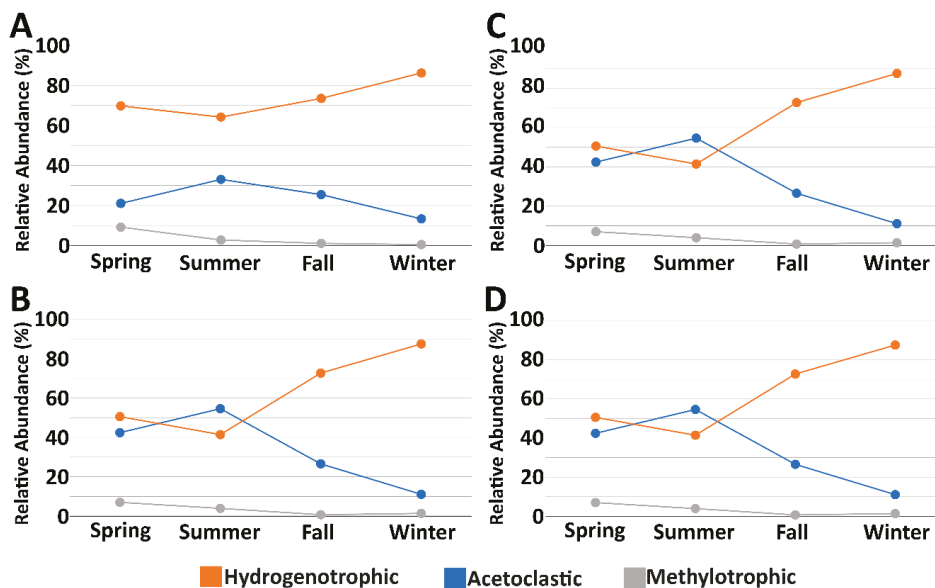 A
Relative Abundance (%)
100
80
60
40
20
0
Spring Summer Fall Winter
C
Relative Abundance (%)
100
80
60
40
20
0
Spring Summer Fall Winter
B
Relative Abundance (%)
100
80
60
40
20
0
Spring Summer Fall Winter
D
Relative Abundance (%)
100
80
60
40
20
0
Spring Summer Fall Winter
Hydrogenotrophic Acetoclastic Methylotrophic